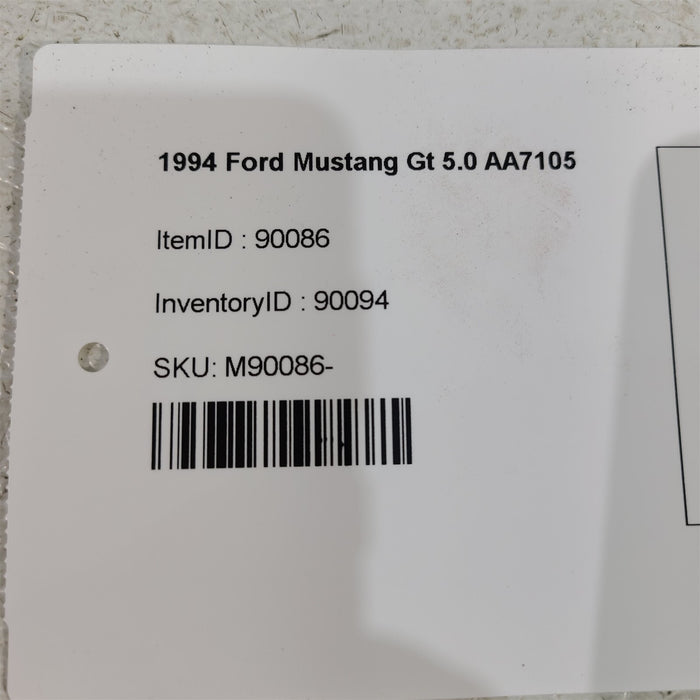 1994 Ford Mustang Gt 5.0 AA7105
ItemID : 90086
InventoryID : 90094
SKU: M90086-